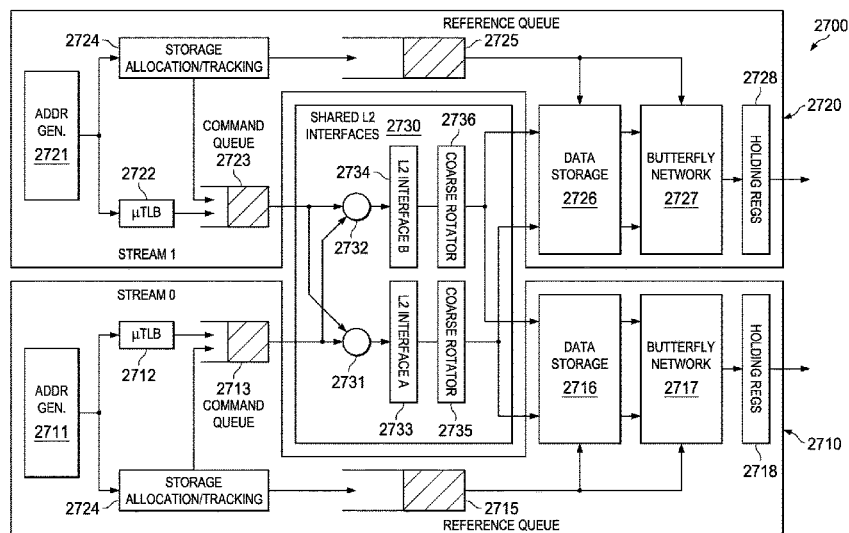 REFERENCE QUEUE
2700
2724
STORAGE
ALLOCATION/TRACKING
2725
2728
2720
ADDR
GEN.
2721
COMMAND
QUEUE
2723
2722
µTLB
STREAM 1
SHARED L2
INTERFACES
2730
2736
2734
2732
L2 INTERFACE B
COARSE ROTATOR
DATA
STORAGE
2726
BUTTERFLY
NETWORK
2727
HOLDING REGS
STREAM 0
µTLB
2712
2713
COMMAND
QUEUE
ADDR
GEN.
2711
2731
L2 INTERFACE A
COARSE ROTATOR
2733
2735
DATA
STORAGE
2716
BUTTERFLY
NETWORK
2717
HOLDING REGS
2710
2718
2724
STORAGE
ALLOCATION/TRACKING
2715
REFERENCE QUEUE